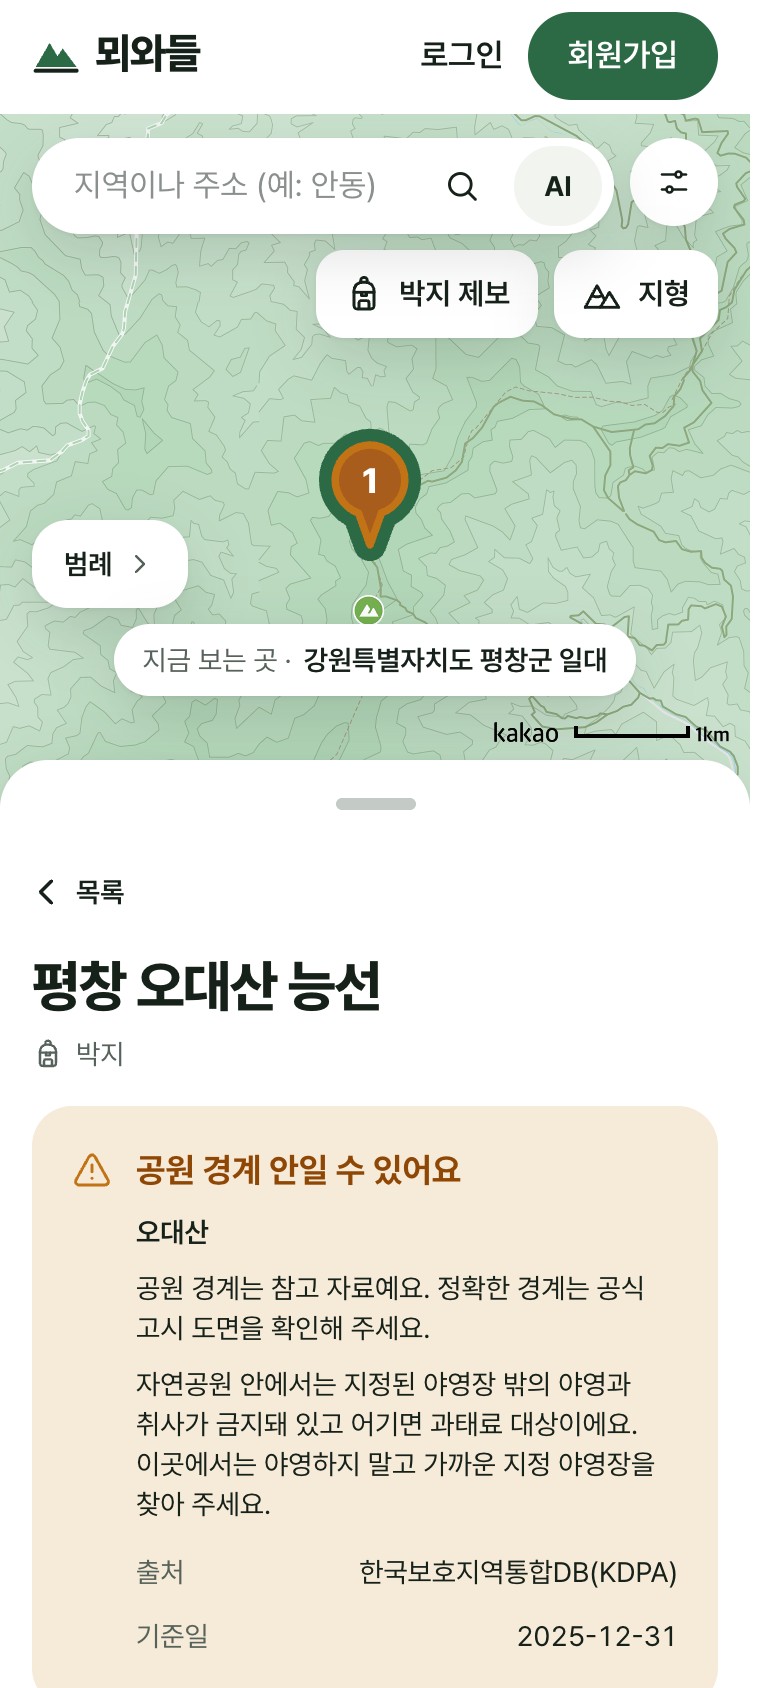 뫼와들
로그인
회원가입
지역이나 주소 (예: 안동)
AI
박지 제보
지형
1
범례
지금 보는 곳 · 강원특별자치도 평창군 일대
kakao
1km
목록
평창 오대산 능선
박지
공원 경계 안일 수 있어요
오대산
공원 경계는 참고 자료예요. 정확한 경계는 공식
고시 도면을 확인해 주세요.
자연공원 안에서는 지정된 야영장 밖의 야영과
취사가 금지돼 있고 어기면 과태료 대상이에요.
이곳에서는 야영하지 말고 가까운 지정 야영장을
찾아 주세요.
출처 한국보호지역통합DB(KDPA)
기준일 2025-12-31